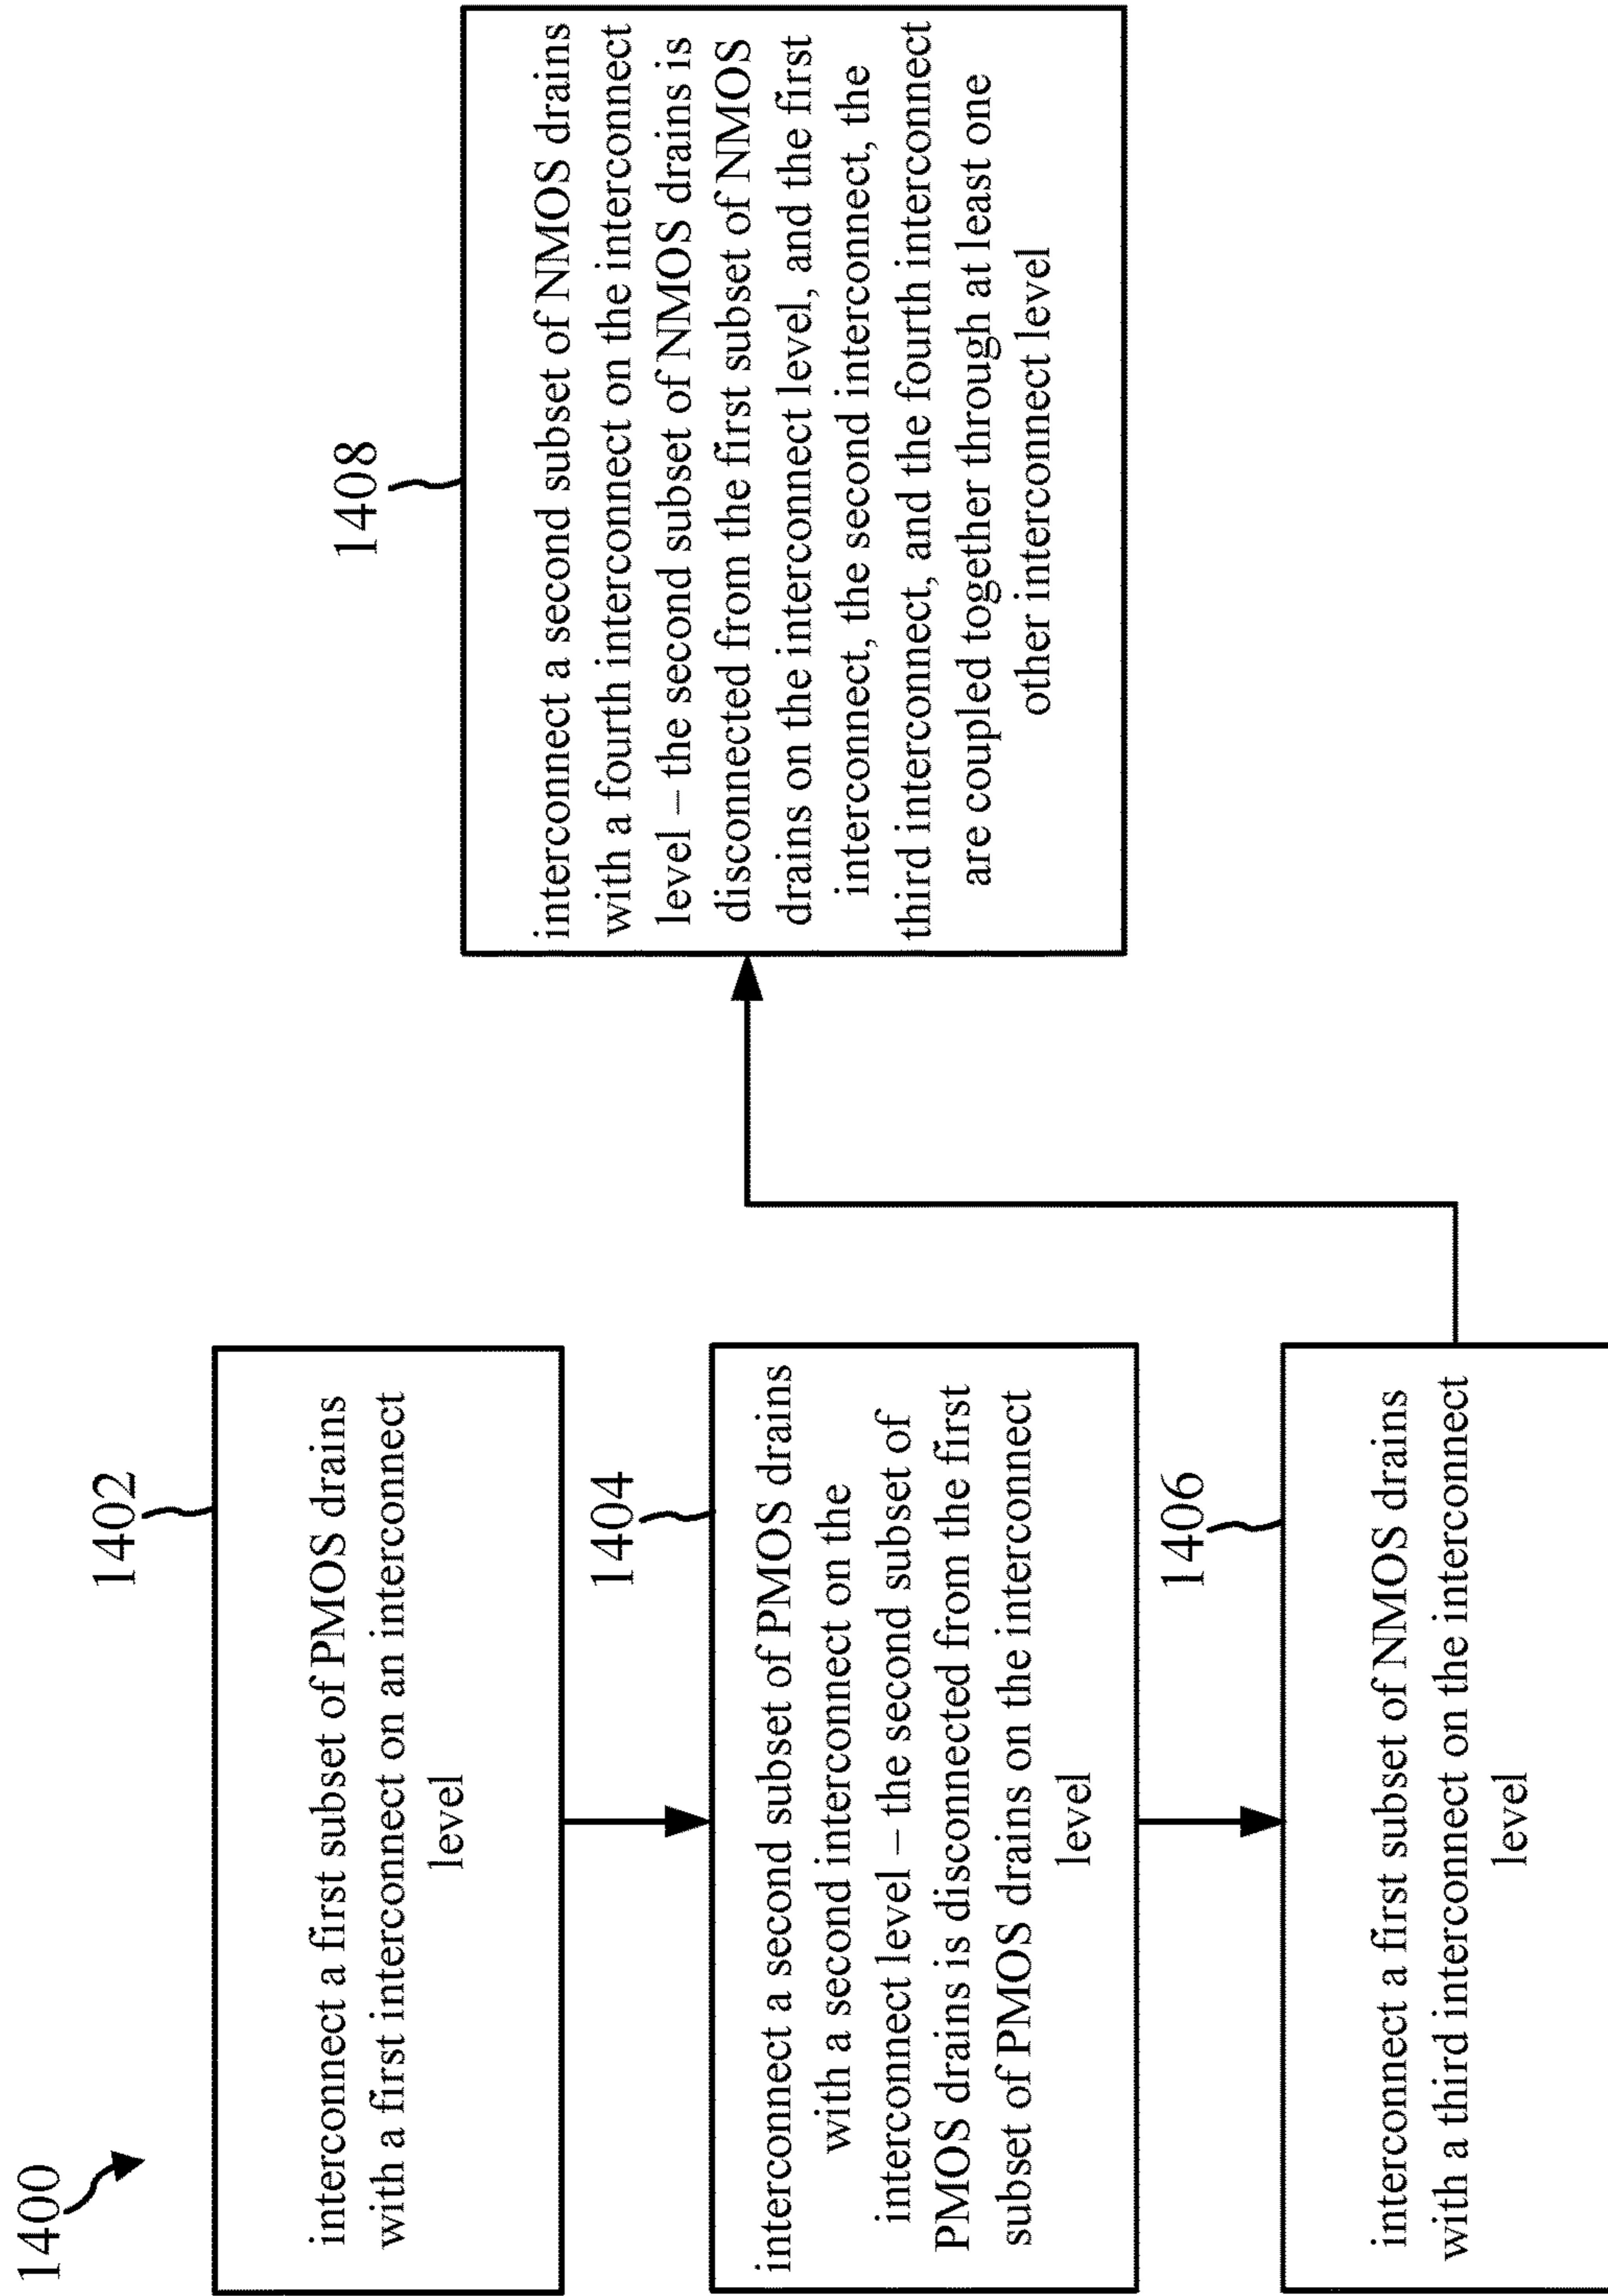 1400
1402
interconnect a first subset of PMOS drains
with a first interconnect on an interconnect
level
1404
interconnect a second subset of PMOS drains
with a second interconnect on the
interconnect level – the second subset of
PMOS drains is disconnected from the first
subset of PMOS drains on the interconnect
level
1406
interconnect a first subset of NMOS drains
with a third interconnect on the interconnect
level
1408
interconnect a second subset of NMOS drains
with a fourth interconnect on the interconnect
level – the second subset of NMOS drains is
disconnected from the first subset of NMOS
drains on the interconnect level, and the first
interconnect, the second interconnect, the
third interconnect, and the fourth interconnect
are coupled together through at least one
other interconnect level